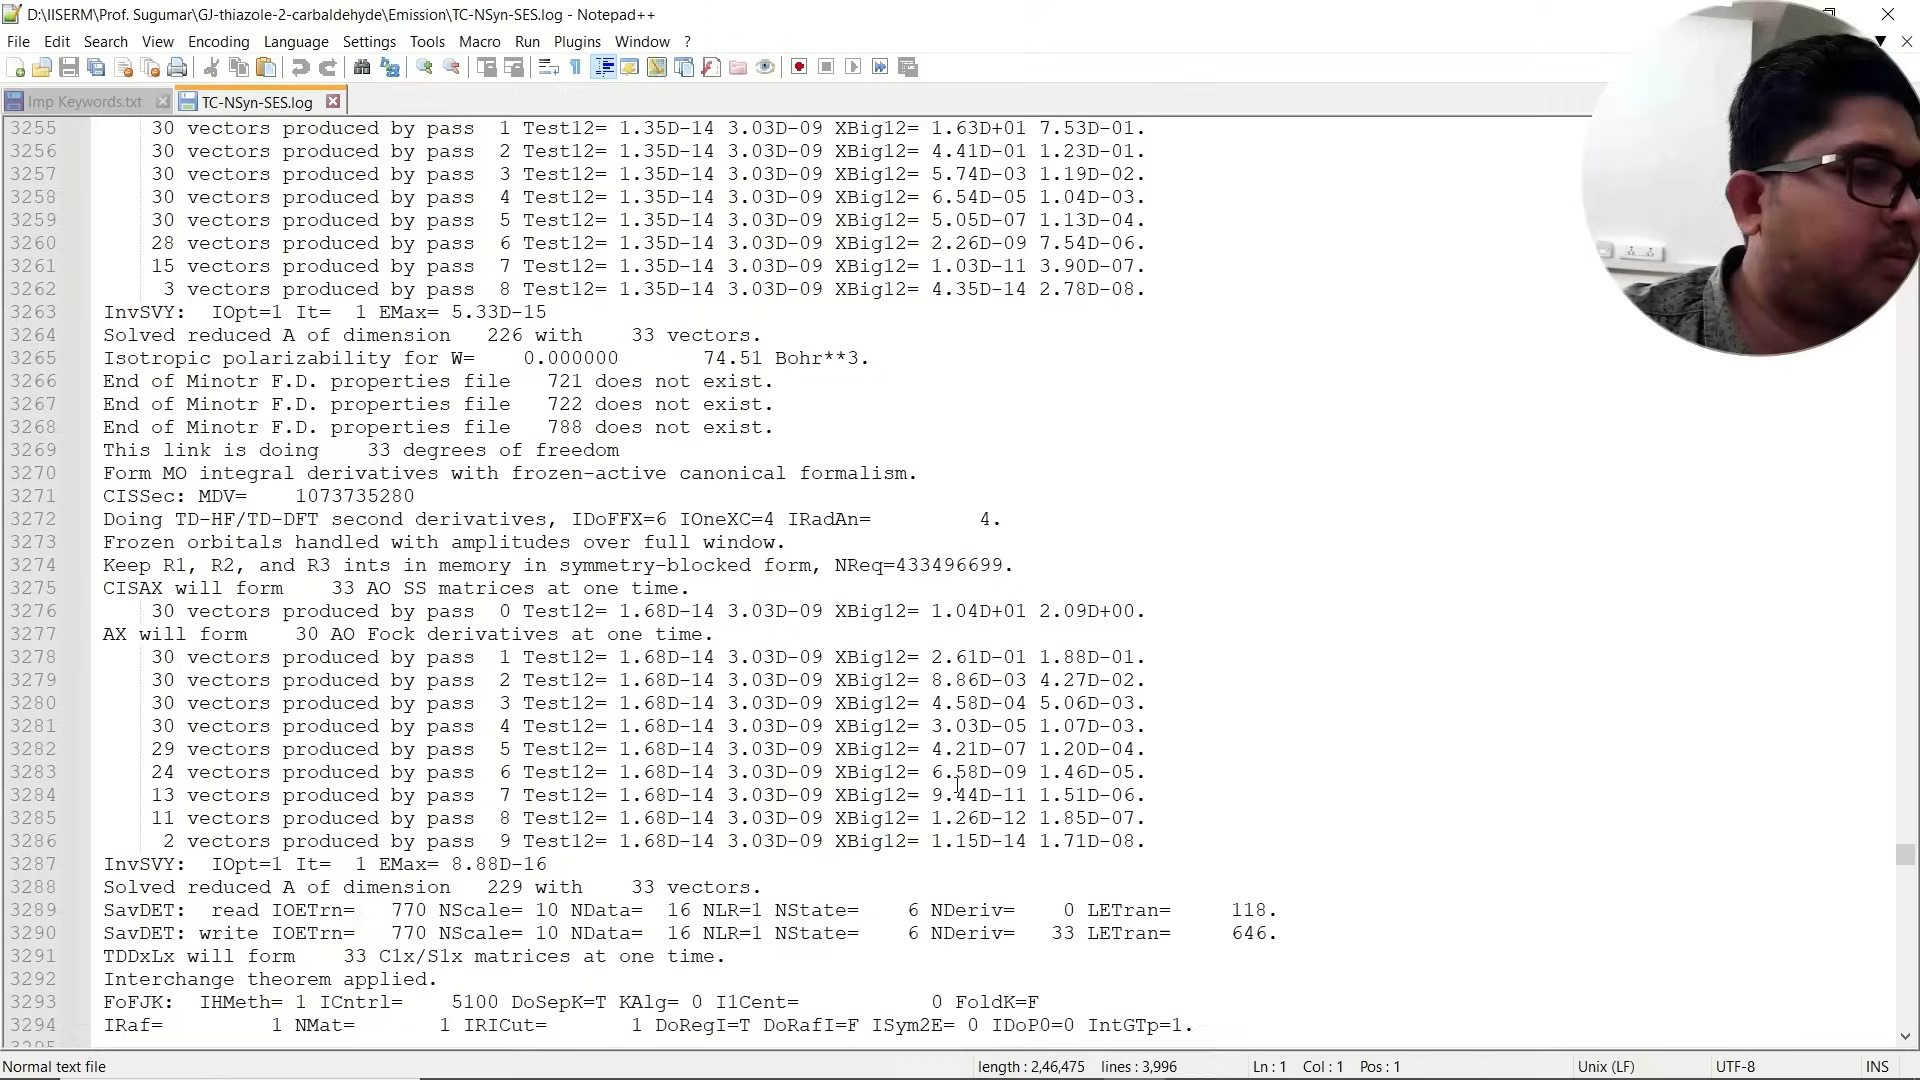 D:\IISERM\Prof. Sugumar\GJ-thiazole-2-carbaldehyde\Emission\TC-NSyn-SES.log - Notepad++
File Edit Search View Encoding Language Settings Tools Macro Run Plugins Window ?
Imp Keywords.txt TC-NSyn-SES.log
3255 30 vectors produced by pass 1 Test12= 1.35D-14 3.03D-09 XBig12= 1.63D+01 7.53D-01.
3256 30 vectors produced by pass 2 Test12= 1.35D-14 3.03D-09 XBig12= 4.41D-01 1.23D-01.
3257 30 vectors produced by pass 3 Test12= 1.35D-14 3.03D-09 XBig12= 5.74D-03 1.19D-02.
3258 30 vectors produced by pass 4 Test12= 1.35D-14 3.03D-09 XBig12= 6.54D-05 1.04D-03.
3259 30 vectors produced by pass 5 Test12= 1.35D-14 3.03D-09 XBig12= 5.05D-07 1.13D-04.
3260 28 vectors produced by pass 6 Test12= 1.35D-14 3.03D-09 XBig12= 2.26D-09 7.54D-06.
3261 15 vectors produced by pass 7 Test12= 1.35D-14 3.03D-09 XBig12= 1.03D-11 3.90D-07.
3262 3 vectors produced by pass 8 Test12= 1.35D-14 3.03D-09 XBig12= 4.35D-14 2.78D-08.
3263 InvSVY: IOpt=1 It= 1 EMax= 5.33D-15
3264 Solved reduced A of dimension 226 with 33 vectors.
3265 Isotropic polarizability for W= 0.000000 74.51 Bohr**3.
3266 End of Minotr F.D. properties file 721 does not exist.
3267 End of Minotr F.D. properties file 722 does not exist.
3268 End of Minotr F.D. properties file 788 does not exist.
3269 This link is doing 33 degrees of freedom
3270 Form MO integral derivatives with frozen-active canonical formalism.
3271 CISSec: MDV= 1073735280
3272 Doing TD-HF/TD-DFT second derivatives, IDoFFX=6 IOneXC=4 IRadAn= 4.
3273 Frozen orbitals handled with amplitudes over full window.
3274 Keep R1, R2, and R3 ints in memory in symmetry-blocked form, NReq=433496699.
3275 CISAX will form 33 AO SS matrices at one time.
3276 30 vectors produced by pass 0 Test12= 1.68D-14 3.03D-09 XBig12= 1.04D+01 2.09D+00.
3277 AX will form 30 AO Fock derivatives at one time.
3278 30 vectors produced by pass 1 Test12= 1.68D-14 3.03D-09 XBig12= 2.61D-01 1.88D-01.
3279 30 vectors produced by pass 2 Test12= 1.68D-14 3.03D-09 XBig12= 8.86D-03 4.27D-02.
3280 30 vectors produced by pass 3 Test12= 1.68D-14 3.03D-09 XBig12= 4.58D-04 5.06D-03.
3281 30 vectors produced by pass 4 Test12= 1.68D-14 3.03D-09 XBig12= 3.03D-05 1.07D-03.
3282 29 vectors produced by pass 5 Test12= 1.68D-14 3.03D-09 XBig12= 4.21D-07 1.20D-04.
3283 24 vectors produced by pass 6 Test12= 1.68D-14 3.03D-09 XBig12= 6.58D-09 1.46D-05.
3284 13 vectors produced by pass 7 Test12= 1.68D-14 3.03D-09 XBig12= 9.44D-11 1.51D-06.
3285 11 vectors produced by pass 8 Test12= 1.68D-14 3.03D-09 XBig12= 1.26D-12 1.85D-07.
3286 2 vectors produced by pass 9 Test12= 1.68D-14 3.03D-09 XBig12= 1.15D-14 1.71D-08.
3287 InvSVY: IOpt=1 It= 1 EMax= 8.88D-16
3288 Solved reduced A of dimension 229 with 33 vectors.
3289 SavDET: read IOETrn= 770 NScale= 10 NData= 16 NLR=1 NState= 6 NDeriv= 0 LETran= 118.
3290 SavDET: write IOETrn= 770 NScale= 10 NData= 16 NLR=1 NState= 6 NDeriv= 33 LETran= 646.
3291 TDDxLx will form 33 C1x/S1x matrices at one time.
3292 Interchange theorem applied.
3293 FoFJK: IHMeth= 1 ICntrl= 5100 DoSepK=T KAlg= 0 I1Cent= 0 FoldK=F
3294 IRaf= 1 NMat= 1 IRICut= 1 DoRegI=T DoRafI=F ISym2E= 0 IDoP0=0 IntGTp=1.
Normal text file length : 2,46,475 lines : 3,996 Ln : 1 Col : 1 Pos : 1 Unix (LF) UTF-8 INS